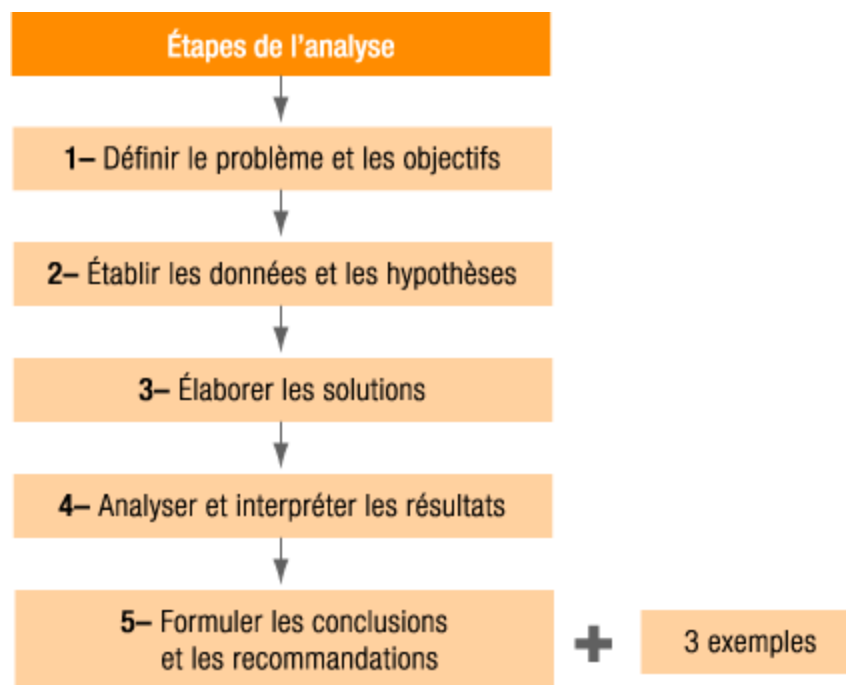 Étapes de l'analyse
1– Définir le problème et les objectifs
2– Établir les données et les hypothèses
3– Élaborer les solutions
4– Analyser et interpréter les résultats
5– Formuler les conclusions
et les recommandations
3 exemples